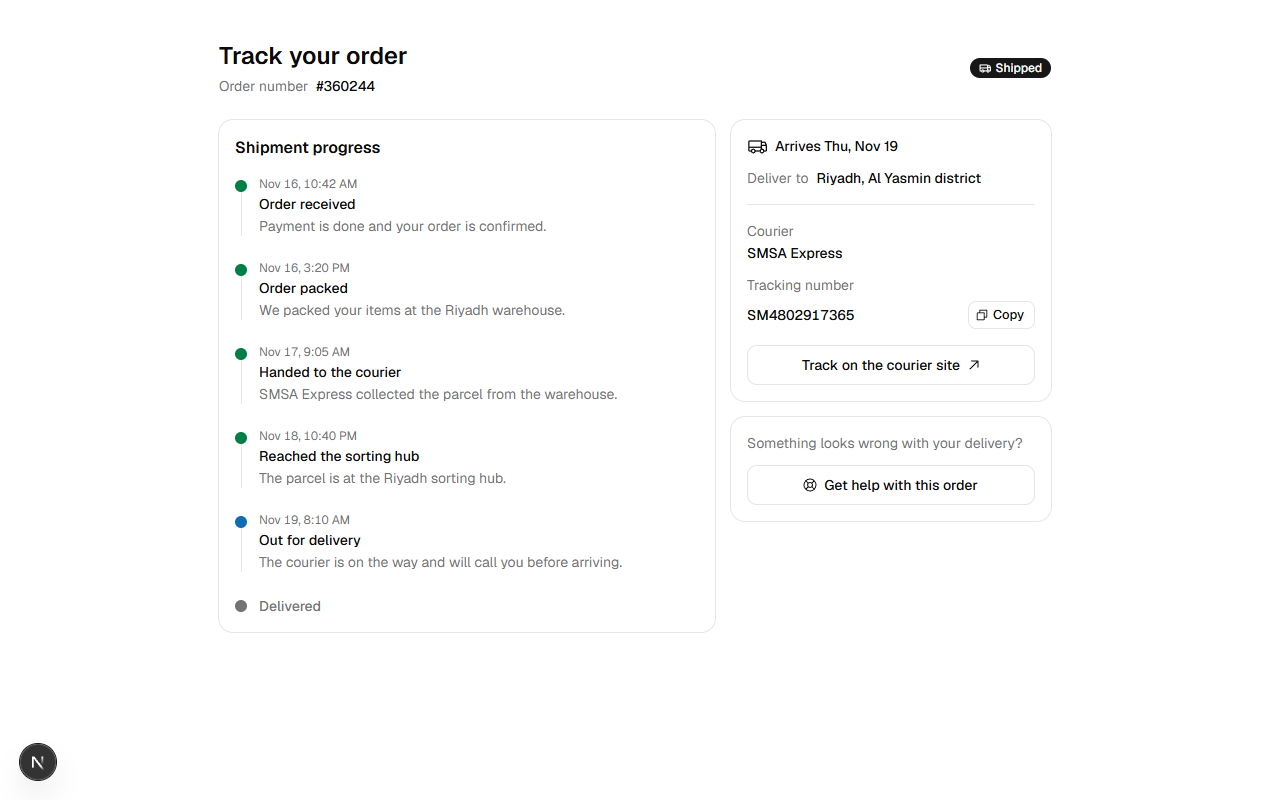 Track your order
Order number #360244
Shipped
Shipment progress
Nov 16, 10:42 AM
Order received
Payment is done and your order is confirmed.
Nov 16, 3:20 PM
Order packed
We packed your items at the Riyadh warehouse.
Nov 17, 9:05 AM
Handed to the courier
SMSA Express collected the parcel from the warehouse.
Nov 18, 10:40 PM
Reached the sorting hub
The parcel is at the Riyadh sorting hub.
Nov 19, 8:10 AM
Out for delivery
The courier is on the way and will call you before arriving.
Delivered
Arrives Thu, Nov 19
Deliver to Riyadh, Al Yasmin district
Courier
SMSA Express
Tracking number
SM4802917365
Copy
Track on the courier site
Something looks wrong with your delivery?
Get help with this order
N